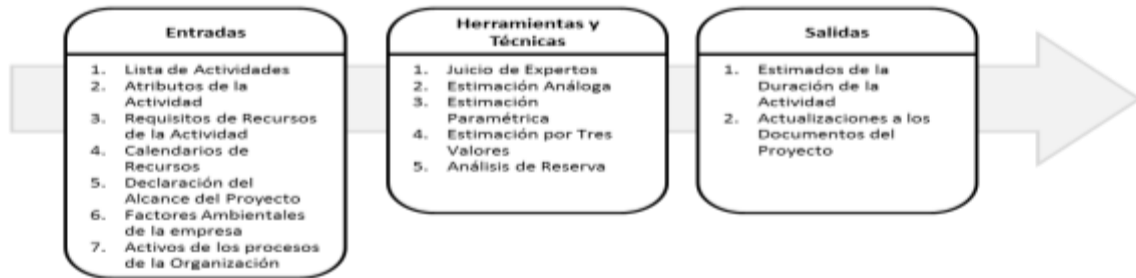 Entradas
1. Lista de Actividades
2. Atributos de la
Actividad
3. Requisitos de Recursos
de la Actividad
4. Calendarios de
Recursos
5. Declaración del
Alcance del Proyecto
6. Factores Ambientales
de la empresa
7. Activos de los procesos
de la Organización
Herramientas y
Técnicas
1. Juicio de Expertos
2. Estimación Análoga
3. Estimación
Paramétrica
4. Estimación por Tres
Valores
5. Análisis de Reserva
Salidas
1. Estimados de la
Duración de la
Actividad
2. Actualizaciones a los
Documentos del
Proyecto